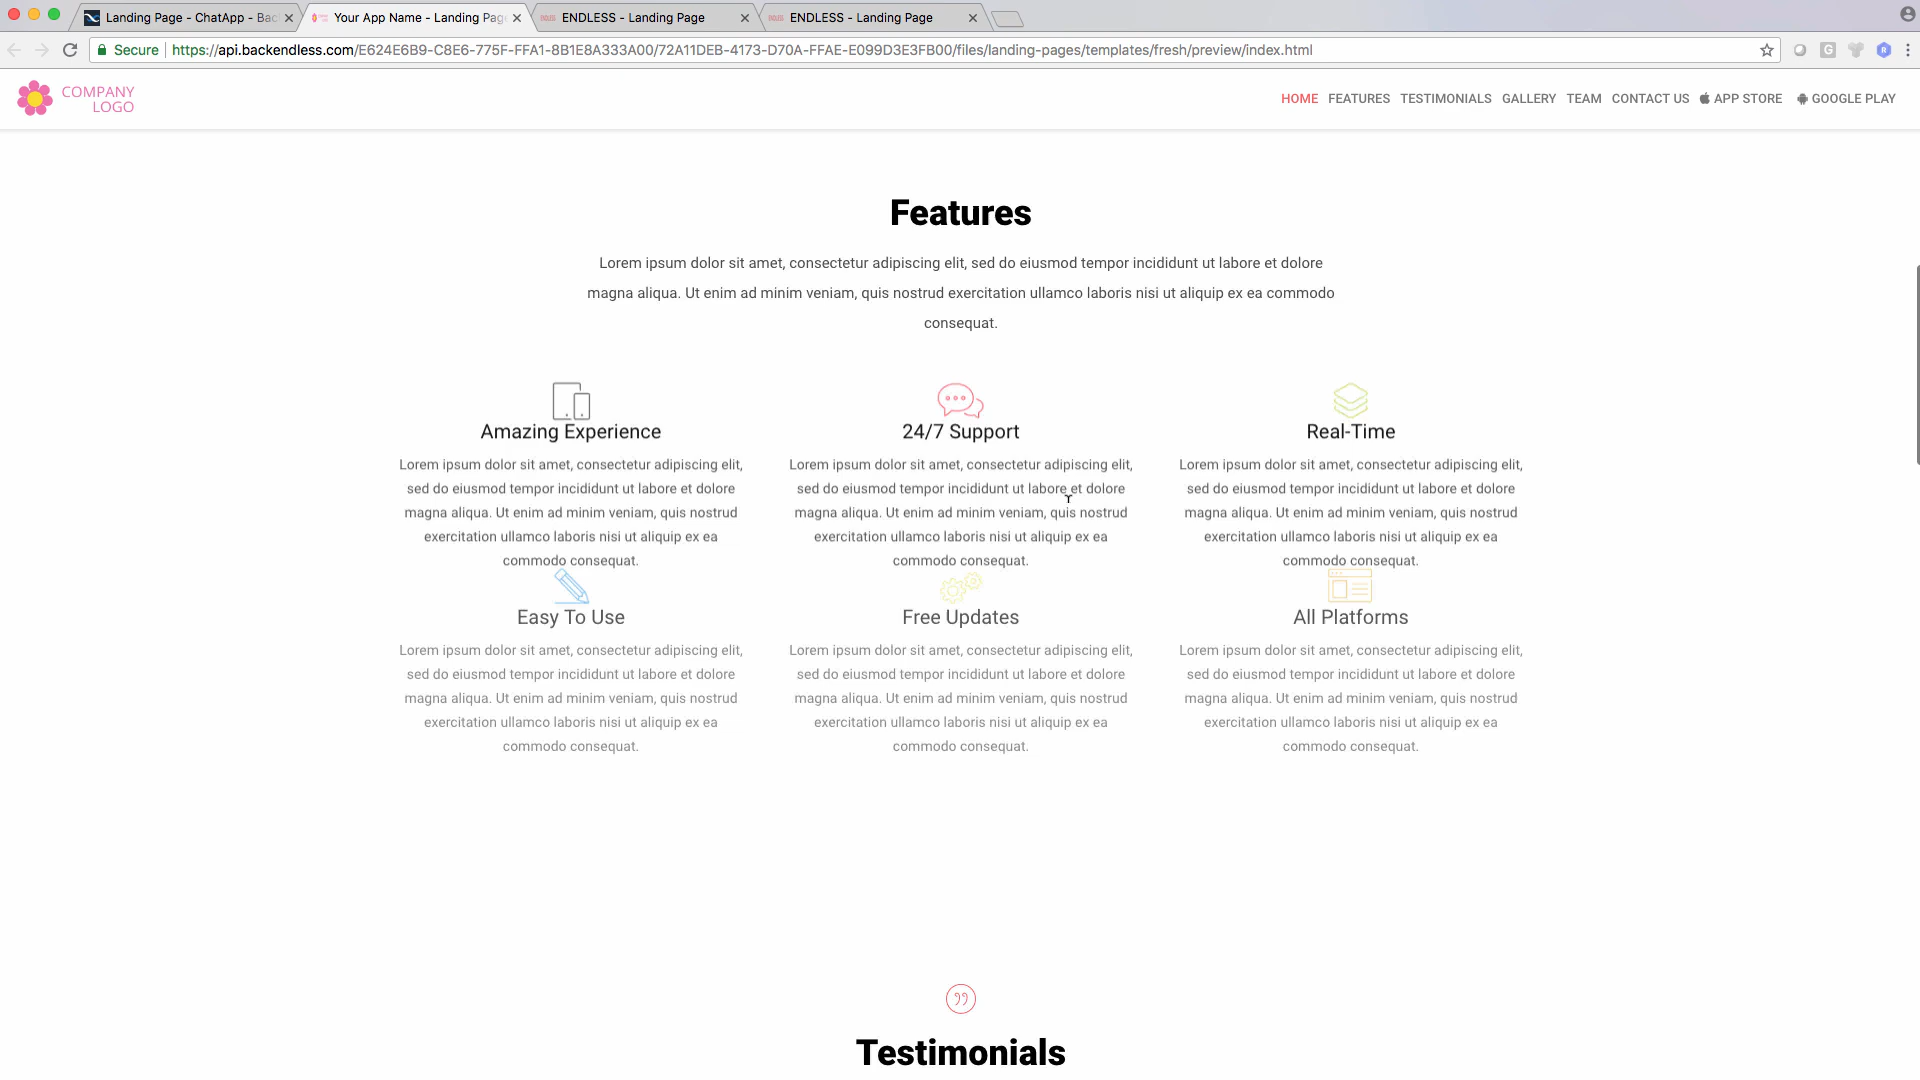 Landing Page - ChatApp - Bac
Your App Name - Landing Page
ENDLESS - Landing Page
ENDLESS - Landing Page
Secure https://api.backendless.com/E624E6B9-C8E6-775F-FFA1-8B1E8A333A00/72A11DEB-4173-D70A-FFAE-E099D3E3FB00/files/landing-pages/templates/fresh/preview/index.html
COMPANY
LOGO
HOME FEATURES TESTIMONIALS GALLERY TEAM CONTACT US APP STORE GOOGLE PLAY
Features
Lorem ipsum dolor sit amet, consectetur adipiscing elit, sed do eiusmod tempor incididunt ut labore et dolore
magna aliqua. Ut enim ad minim veniam, quis nostrud exercitation ullamco laboris nisi ut aliquip ex ea commodo
consequat.
Amazing Experience
Lorem ipsum dolor sit amet, consectetur adipiscing elit,
sed do eiusmod tempor incididunt ut labore et dolore
magna aliqua. Ut enim ad minim veniam, quis nostrud
exercitation ullamco laboris nisi ut aliquip ex ea
commodo consequat.
24/7 Support
Lorem ipsum dolor sit amet, consectetur adipiscing elit,
sed do eiusmod tempor incididunt ut labore et dolore
magna aliqua. Ut enim ad minim veniam, quis nostrud
exercitation ullamco laboris nisi ut aliquip ex ea
commodo consequat.
Real-Time
Lorem ipsum dolor sit amet, consectetur adipiscing elit,
sed do eiusmod tempor incididunt ut labore et dolore
magna aliqua. Ut enim ad minim veniam, quis nostrud
exercitation ullamco laboris nisi ut aliquip ex ea
commodo consequat.
Easy To Use
Lorem ipsum dolor sit amet, consectetur adipiscing elit,
sed do eiusmod tempor incididunt ut labore et dolore
magna aliqua. Ut enim ad minim veniam, quis nostrud
exercitation ullamco laboris nisi ut aliquip ex ea
commodo consequat.
Free Updates
Lorem ipsum dolor sit amet, consectetur adipiscing elit,
sed do eiusmod tempor incididunt ut labore et dolore
magna aliqua. Ut enim ad minim veniam, quis nostrud
exercitation ullamco laboris nisi ut aliquip ex ea
commodo consequat.
All Platforms
Lorem ipsum dolor sit amet, consectetur adipiscing elit,
sed do eiusmod tempor incididunt ut labore et dolore
magna aliqua. Ut enim ad minim veniam, quis nostrud
exercitation ullamco laboris nisi ut aliquip ex ea
commodo consequat.
Testimonials